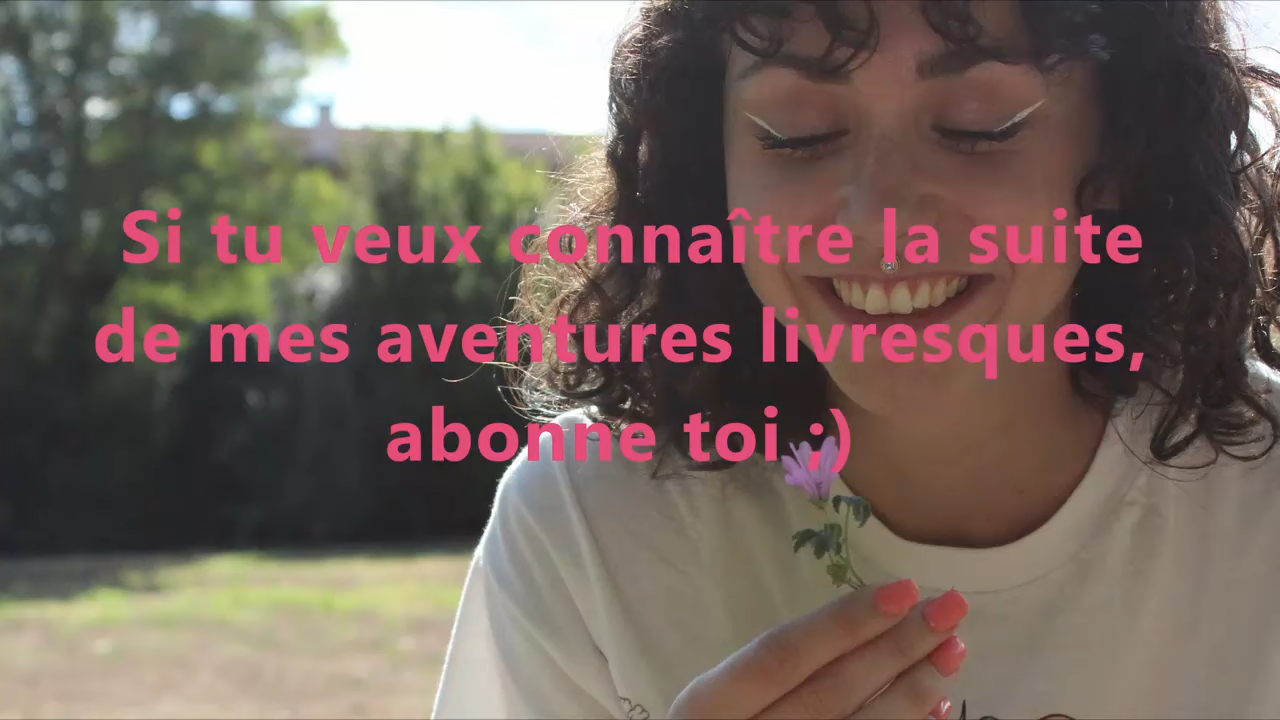 Si tu veux connaître la suite
de mes aventures livresques,
abonne toi ;)